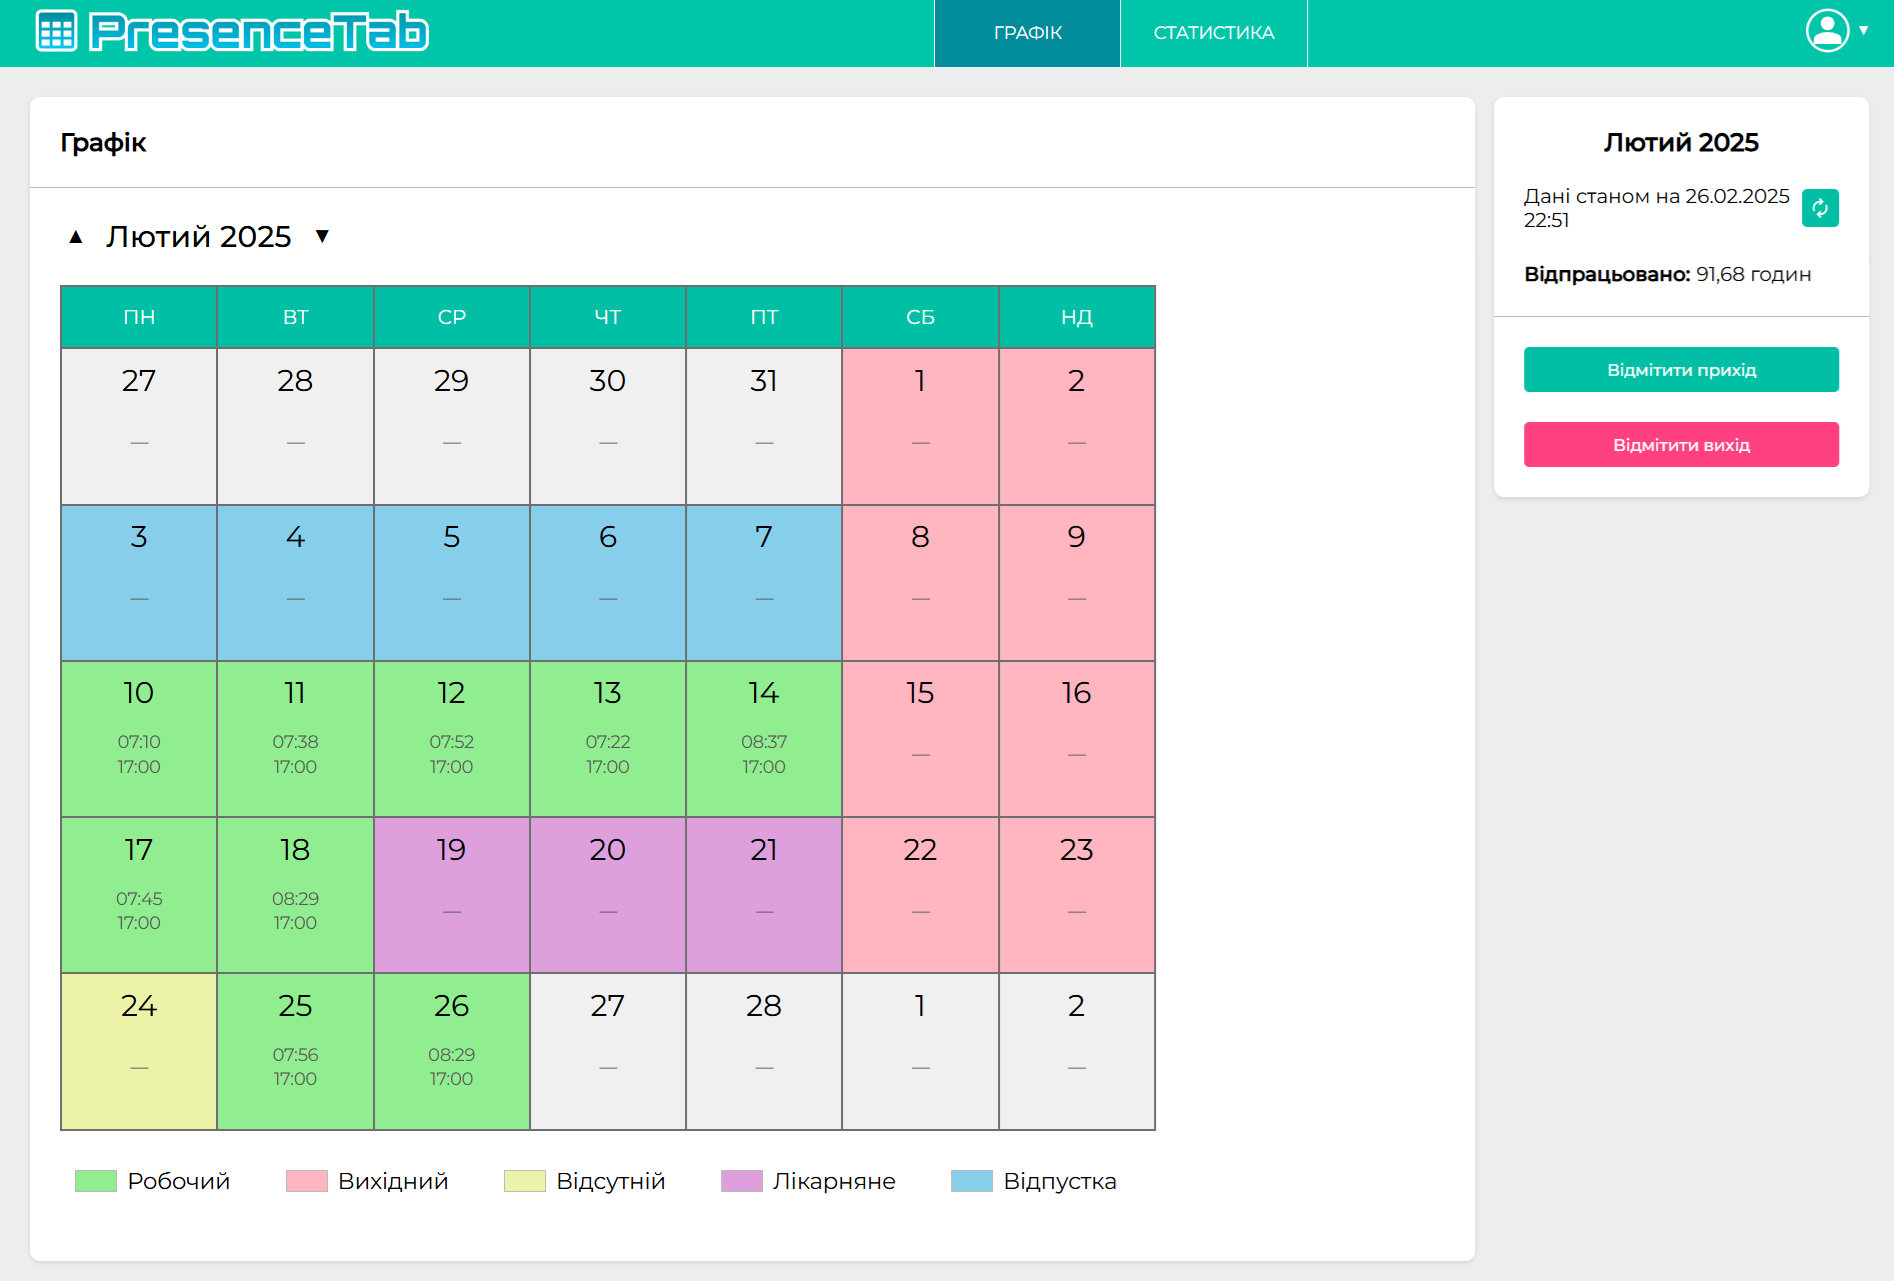 PresenceTab
ГРАФІК
СТАТИСТИКА
▼
Графік
▲ Лютий 2025 ▼
ПН ВТ СР ЧТ ПТ СБ НД
27 28 29 30 31 1 2
— — — — — — —
3 4 5 6 7 8 9
— — — — — — —
10 11 12 13 14 15 16
07:10 07:38 07:52 07:22 08:37
17:00 17:00 17:00 17:00 17:00 — —
17 18 19 20 21 22 23
07:45 08:29
17:00 17:00 — — — — —
24 25 26 27 28 1 2
07:56 08:29
— 17:00 17:00 — — — —
Робочий Вихідний Відсутній Лікарняне Відпустка
Лютий 2025
Дані станом на 26.02.2025
22:51
Відпрацьовано: 91,68 годин
Відмітити прихід
Відмітити вихід